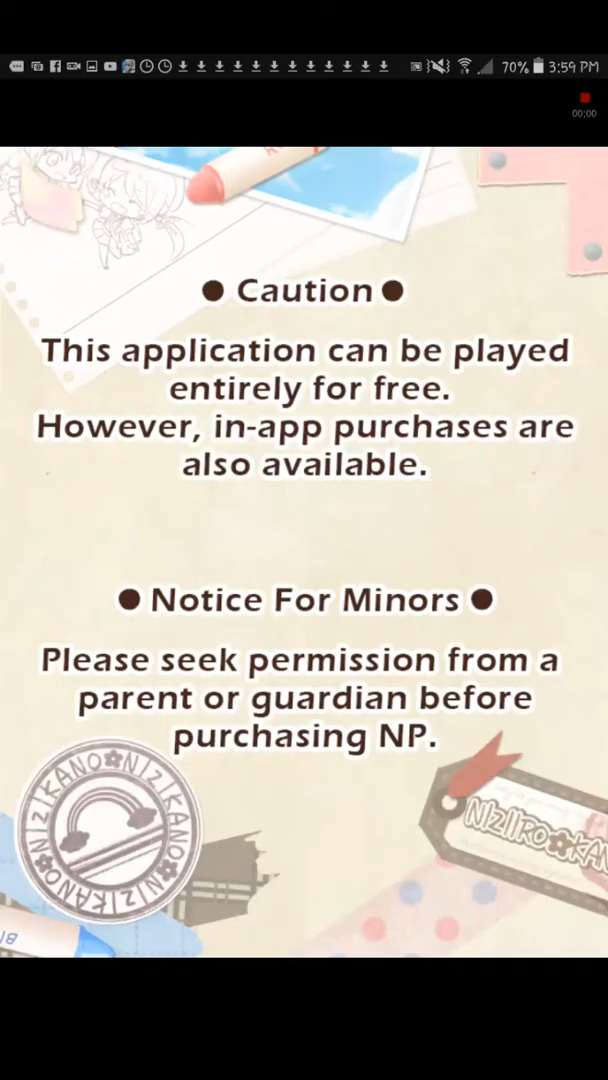 70% 3:59 PM
00:00
● Caution ●
This application can be played
entirely for free.
However, in-app purchases are
also available.
● Notice For Minors ●
Please seek permission from a
parent or guardian before
purchasing NP.
NIZIKANO NIZIKANO NIZIKANO
NIZIIRO KAN